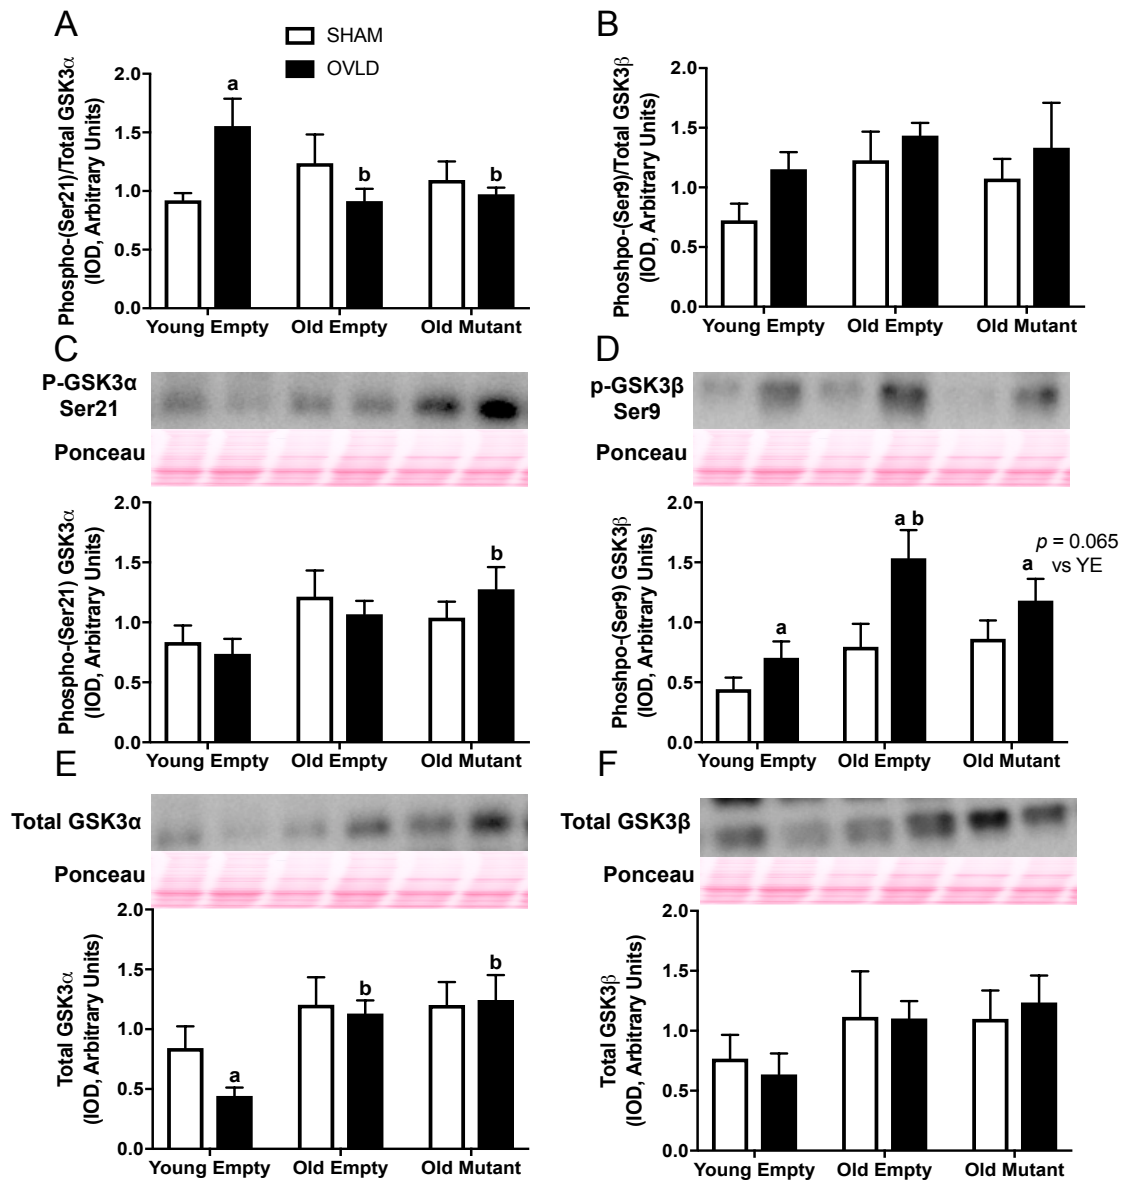 A
SHAM
OVLD
Phospho-(Ser21)/Total GSK3α
(IOD, Arbitrary Units)
2.0
1.5
1.0
0.5
0.0
a
b
b
Young Empty
Old Empty
Old Mutant
B
Phoshpo-(Ser9)/Total GSK3β
(IOD, Arbitrary Units)
2.0
1.5
1.0
0.5
0.0
Young Empty
Old Empty
Old Mutant
C
P-GSK3α
Ser21
Ponceau
Phospho-(Ser21) GSK3α
(IOD, Arbitrary Units)
2.0
1.5
1.0
0.5
0.0
b
Young Empty
Old Empty
Old Mutant
D
p-GSK3β
Ser9
Ponceau
Phoshpo-(Ser9) GSK3β
(IOD, Arbitrary Units)
2.0
1.5
1.0
0.5
0.0
a
a b
a
p = 0.065
vs YE
Young Empty
Old Empty
Old Mutant
E
Total GSK3α
Ponceau
Total GSK3α
(IOD, Arbitrary Units)
2.0
1.5
1.0
0.5
0.0
a
b
b
Young Empty
Old Empty
Old Mutant
F
Total GSK3β
Ponceau
Total GSK3β
(IOD, Arbitrary Units)
2.0
1.5
1.0
0.5
0.0
Young Empty
Old Empty
Old Mutant